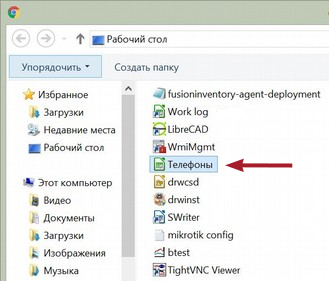 Рабочий стол
Упорядочить
Создать папку
Избранное
Загрузки
Недавние места
Рабочий стол
Этот компьютер
Видео
Документы
Загрузки
Изображения
Музыка
fusioninventory-agent-deployment
Work log
LibreCAD
WmiMgmt
Телефоны
drwcsd
drwinst
SWriter
mikrotik config
btest
TightVNC Viewer